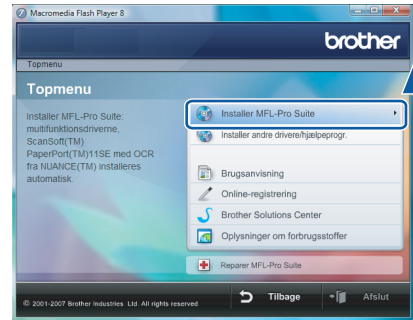 Macromedia Flash Player 8
brother
Topmenu
Topmenu
Installer MFL-Pro Suite:
multifunktionsdriverne,
ScanSoft(TM)
PaperPort(TM)11SE med OCR
fra NUANCE(TM) installeres
automatisk.
Installer MFL-Pro Suite
Installer andre drivere/hjælpeprogr.
Brugsanvisning
Online-registrering
Brother Solutions Center
Oplysninger om forbrugsstoffer
Reparer MFL-Pro Suite
© 2001-2007 Brother Industries Ltd. All rights reserved
Tilbage
Afslut